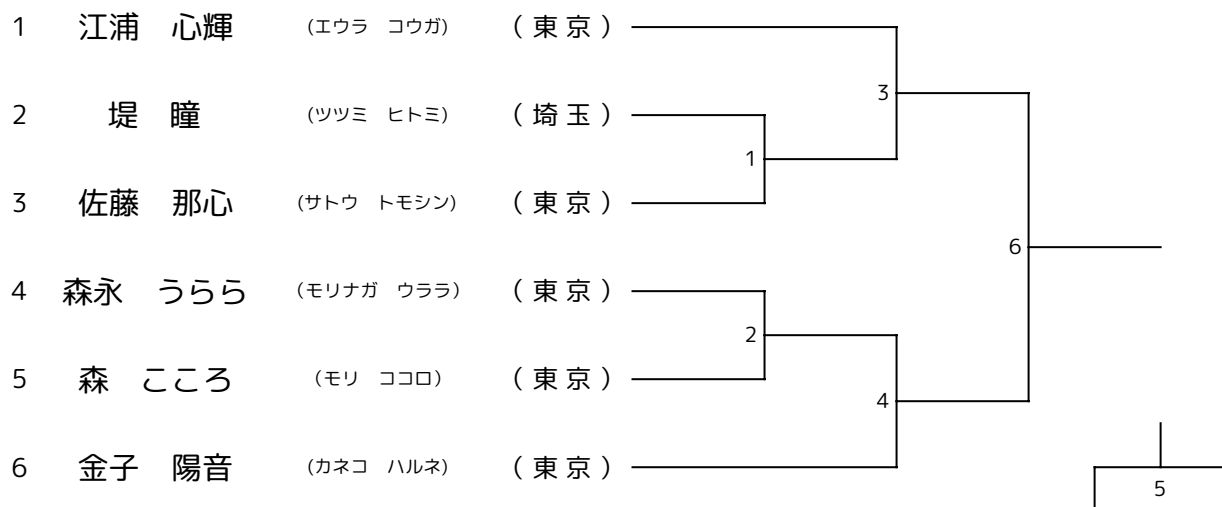 1 江浦 心輝 (エウラ コウガ) (東京)
3
2 堤 瞳 (ツツミ ヒトミ) (埼玉)
1
3 佐藤 那心 (サトウ トモシン) (東京)
6
4 森永 うらら (モリナガ ウララ) (東京)
2
5 森 こころ (モリ ココロ) (東京)
4
6 金子 陽音 (カネコ ハルネ) (東京)
5